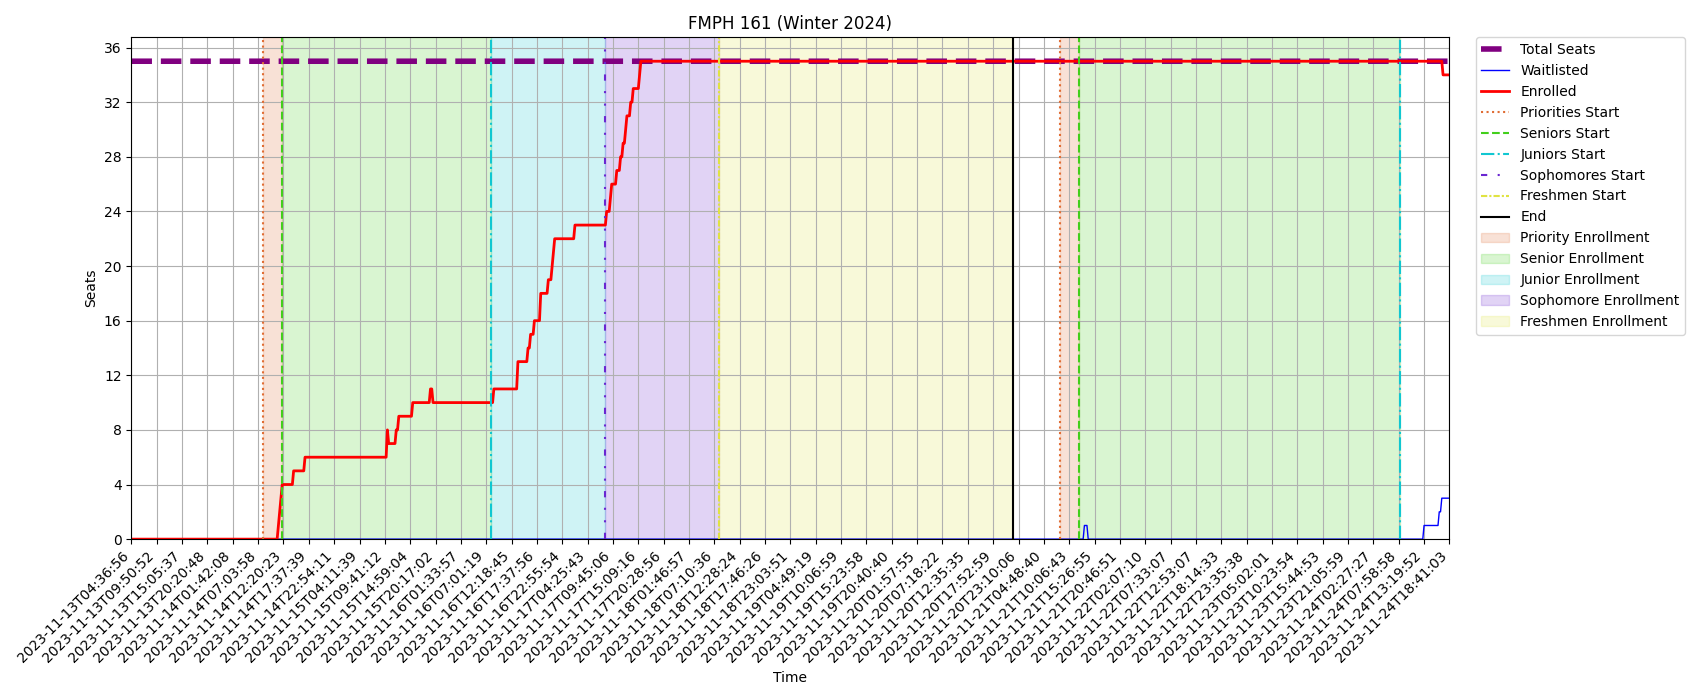 FMPH 161 (Winter 2024)
Seats
36
32
28
24
20
16
12
8
4
0
2023-11-13T04:36:56
2023-11-13T09:50:52
2023-11-13T15:05:37
2023-11-13T20:20:48
2023-11-14T01:42:08
2023-11-14T07:03:58
2023-11-14T12:20:23
2023-11-14T17:37:39
2023-11-14T22:54:11
2023-11-15T04:11:39
2023-11-15T09:41:12
2023-11-15T14:59:04
2023-11-15T20:17:02
2023-11-16T01:33:57
2023-11-16T07:01:19
2023-11-16T12:18:45
2023-11-16T17:37:56
2023-11-16T22:55:54
2023-11-17T04:25:43
2023-11-17T09:45:06
2023-11-17T15:09:16
2023-11-17T20:28:56
2023-11-18T01:46:57
2023-11-18T07:10:36
2023-11-18T12:28:24
2023-11-18T17:46:26
2023-11-18T23:03:51
2023-11-19T04:49:19
2023-11-19T10:06:59
2023-11-19T15:23:58
2023-11-19T20:40:40
2023-11-20T01:57:55
2023-11-20T07:18:22
2023-11-20T12:35:35
2023-11-20T17:52:59
2023-11-20T23:10:06
2023-11-21T04:48:40
2023-11-21T10:06:43
2023-11-21T15:26:55
2023-11-21T20:46:51
2023-11-22T02:07:10
2023-11-22T07:33:07
2023-11-22T12:53:07
2023-11-22T18:14:33
2023-11-22T23:35:38
2023-11-23T05:02:01
2023-11-23T10:23:54
2023-11-23T15:44:53
2023-11-23T21:05:59
2023-11-24T02:27:27
2023-11-24T07:58:58
2023-11-24T13:19:52
2023-11-24T18:41:03
Time
Total Seats
Waitlisted
Enrolled
Priorities Start
Seniors Start
Juniors Start
Sophomores Start
Freshmen Start
End
Priority Enrollment
Senior Enrollment
Junior Enrollment
Sophomore Enrollment
Freshmen Enrollment